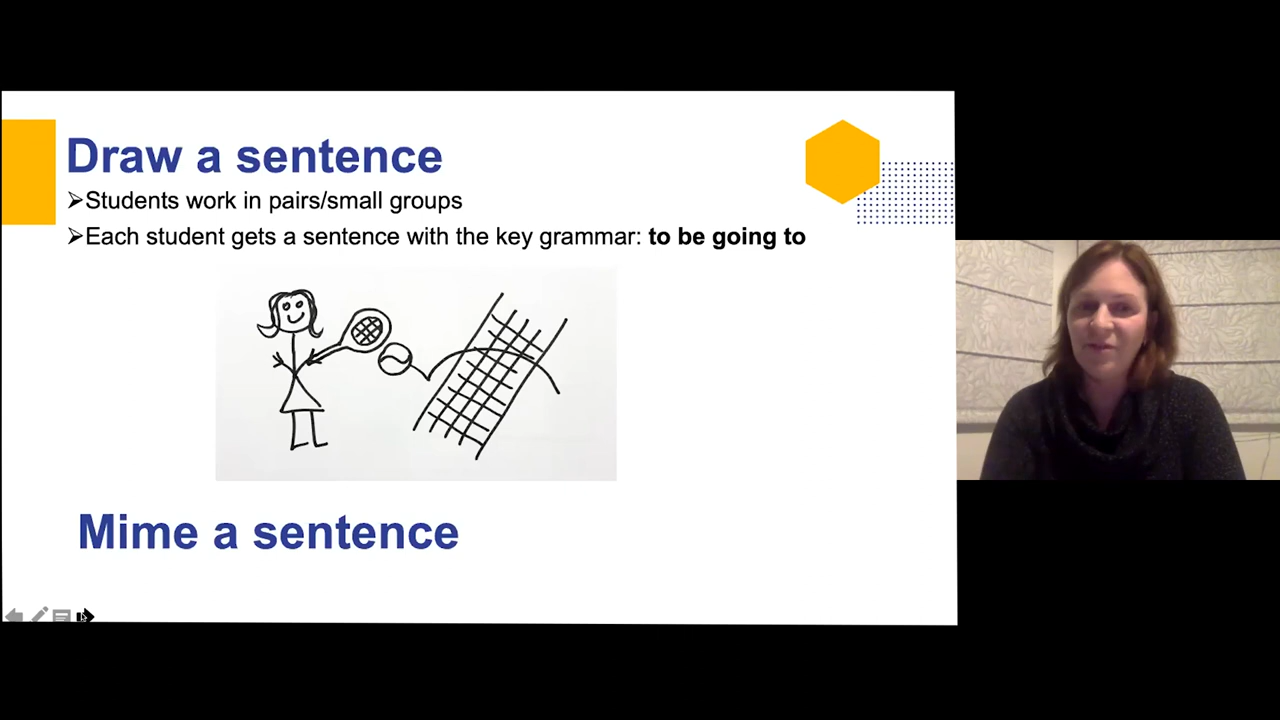 Draw a sentence
➢Students work in pairs/small groups
➢Each student gets a sentence with the key grammar: to be going to
Mime a sentence